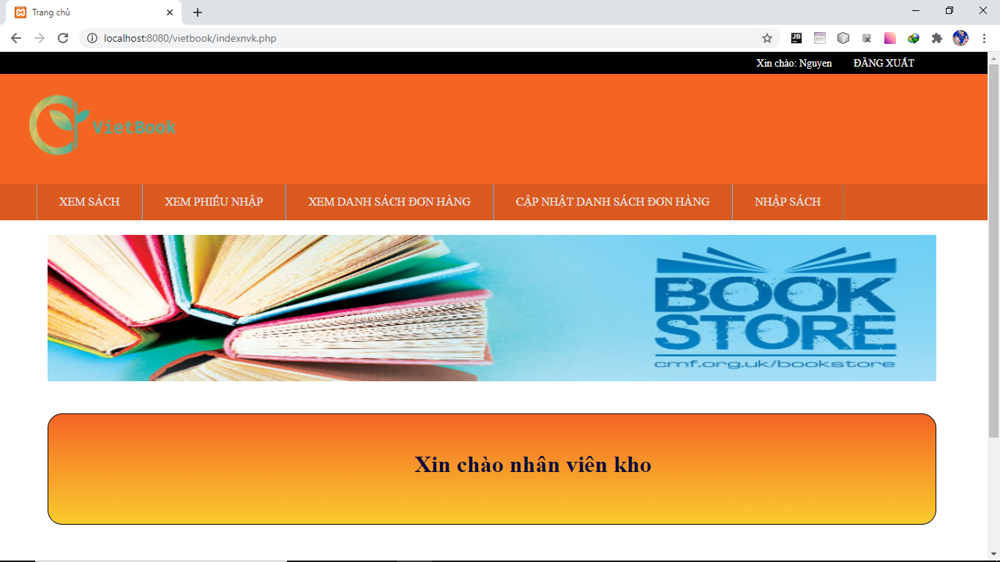 Trang chủ
localhost:8080/vietbook/indexnvk.php
Xin chào: Nguyen ĐĂNG XUẤT
VietBook
XEM SÁCH XEM PHIẾU NHẬP XEM DANH SÁCH ĐƠN HÀNG CẬP NHẬT DANH SÁCH ĐƠN HÀNG NHẬP SÁCH
BOOK
STORE
cmf.org.uk/bookstore
Xin chào nhân viên kho